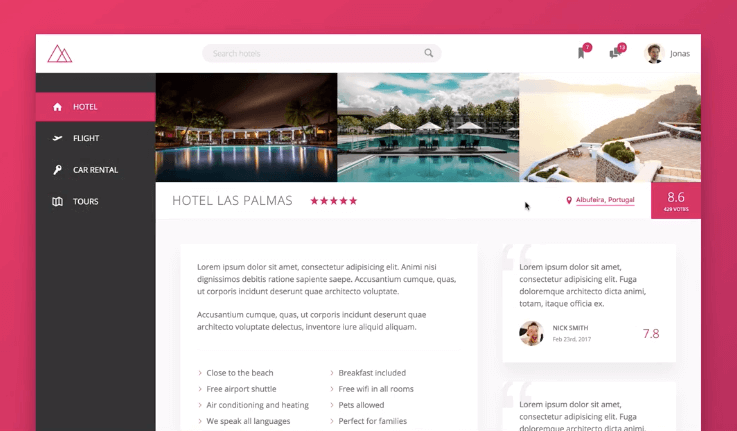 Search hotels
7
13
Jonas
HOTEL
FLIGHT
CAR RENTAL
TOURS
HOTEL LAS PALMAS
Albufeira, Portugal
8.6
429 VOTES
Lorem ipsum dolor sit amet, consectetur adipisicing elit. Animi nisi
dignissimos debitis ratione sapiente saepe. Accusantium cumque, quas,
ut corporis incidunt deserunt quae architecto voluptate.
Accusantium cumque, quas, ut corporis incidunt deserunt quae
architecto voluptate delectus, inventore iure aliquid aliquam.
Close to the beach
Breakfast included
Free airport shuttle
Free wifi in all rooms
Air conditioning and heating
Pets allowed
We speak all languages
Perfect for families
Lorem ipsum dolor sit amet,
consectetur adipisicing elit. Fuga
doloremque architecto dicta animi,
totam, itaque officia ex.
NICK SMITH
Feb 23rd, 2017
7.8
Lorem ipsum dolor sit amet,
consectetur adipisicing elit. Fuga
doloremque architecto dicta animi,